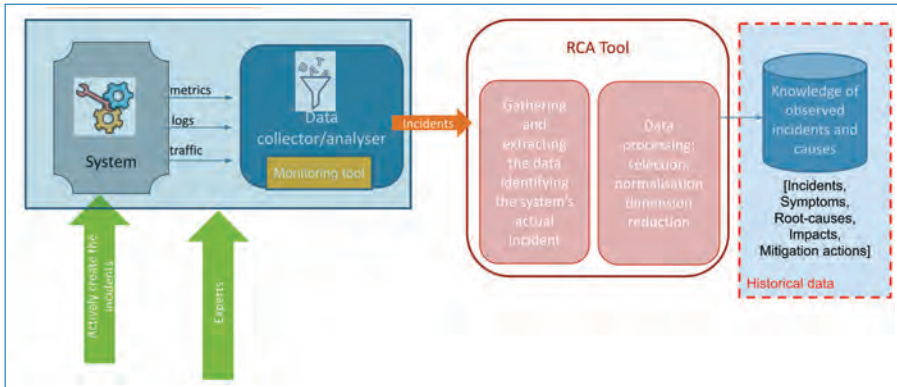 System
metrics
logs
traffic
Data
collector/analyser
Monitoring tool
Actively create the
incidents
Experts
Incidents
RCA Tool
Gathering
and
extracting
the data
identifying
the system's
actual
incident
Data
processing:
selection,
normalisation
dimension
reduction
Knowledge of
observed
incidents and
causes
[Incidents,
Symptoms,
Root-causes,
Impacts,
Mitigation actions]
Historical data